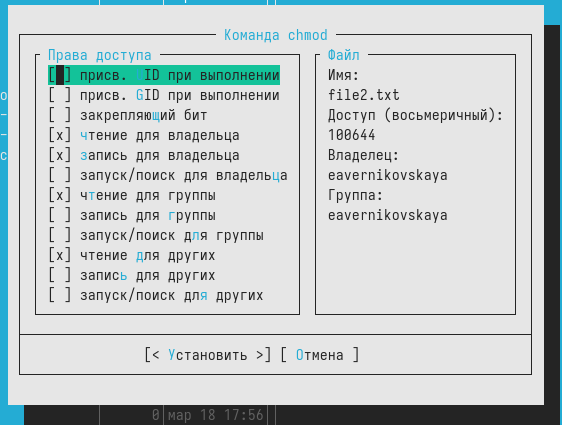 Команда chmod
Права доступа
[ ] присв.  ID при выполнении
[ ] присв. GID при выполнении
[ ] закрепляющий бит
[x] чтение для владельца
[x] запись для владельца
[ ] запуск/поиск для владельца
[x] чтение для группы
[ ] запись для группы
[ ] запуск/поиск для группы
[x] чтение для других
[ ] запись для других
[ ] запуск/поиск для других
Файл
Имя:
file2.txt
Доступ (восьмеричный):
100644
Владелец:
eavernikovskaya
Группа:
eavernikovskaya
[< Установить >] [ Отмена ]
0 мар 18 17:56